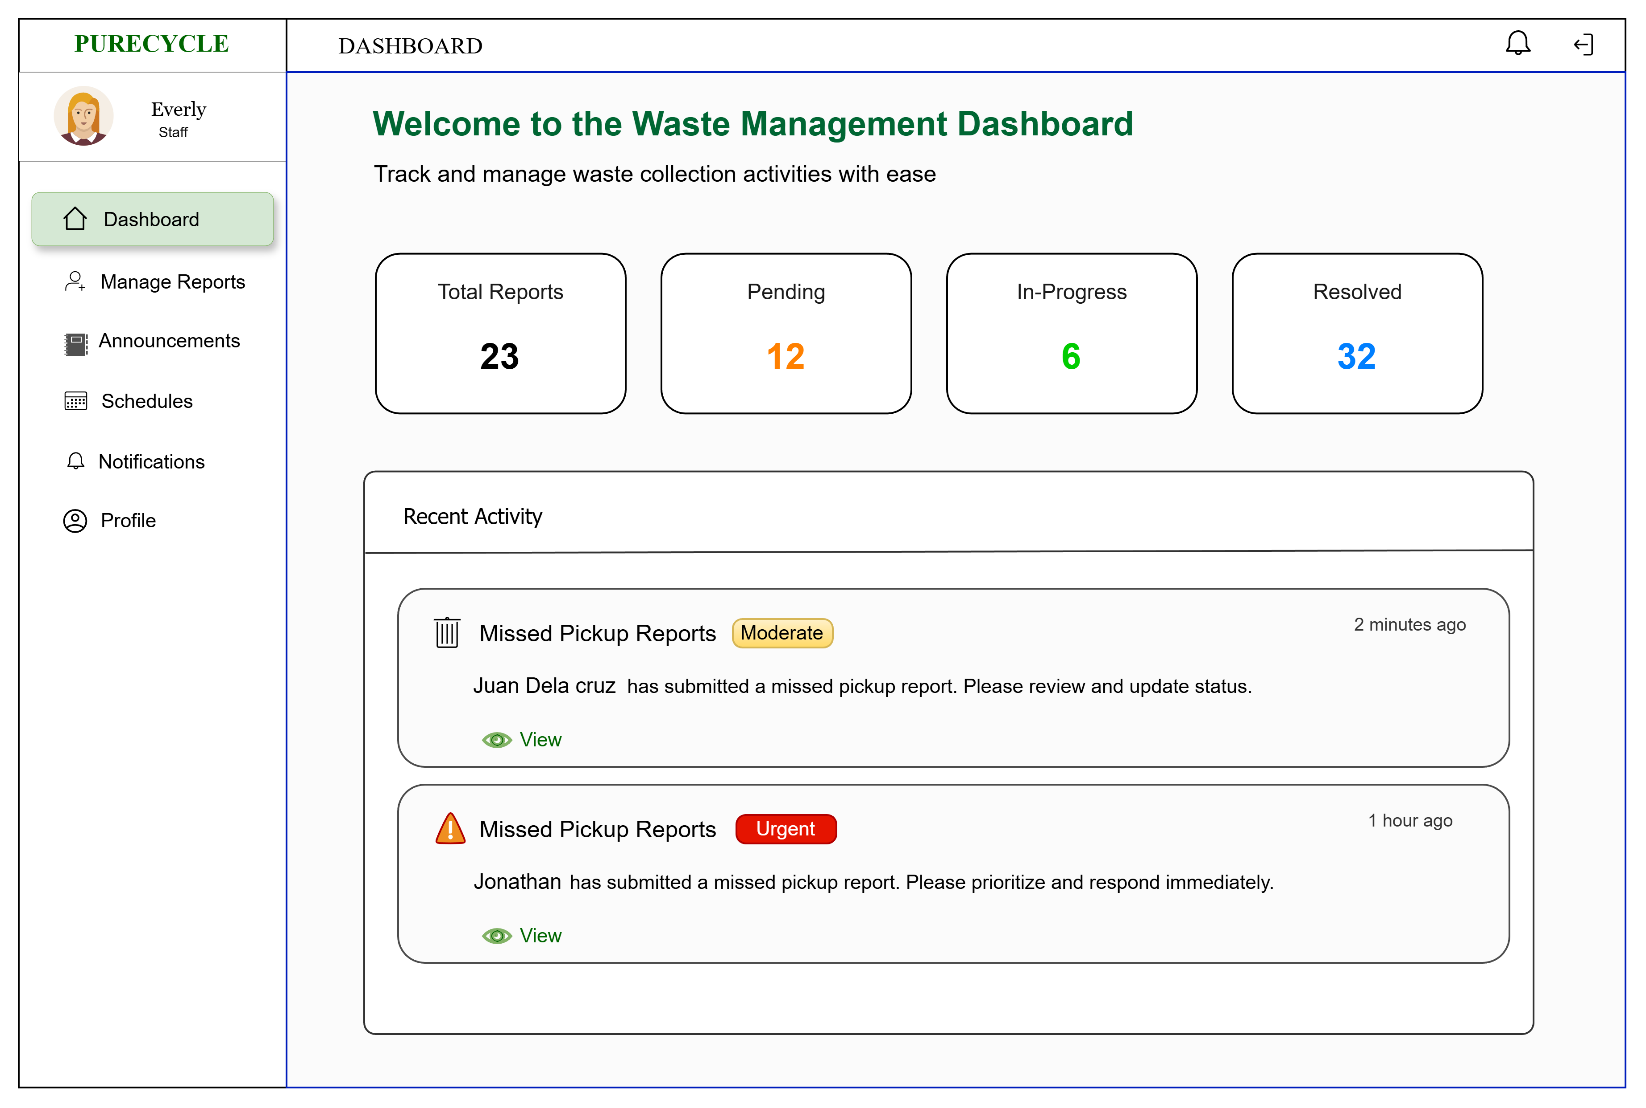 PURECYCLE
DASHBOARD
Everly
Staff
Dashboard
Manage Reports
Announcements
Schedules
Notifications
Profile
Welcome to the Waste Management Dashboard
Track and manage waste collection activities with ease
Total Reports
23
Pending
12
In-Progress
6
Resolved
32
Recent Activity
Missed Pickup Reports Moderate 2 minutes ago
Juan Dela cruz has submitted a missed pickup report. Please review and update status.
View
Missed Pickup Reports Urgent 1 hour ago
Jonathan has submitted a missed pickup report. Please prioritize and respond immediately.
View